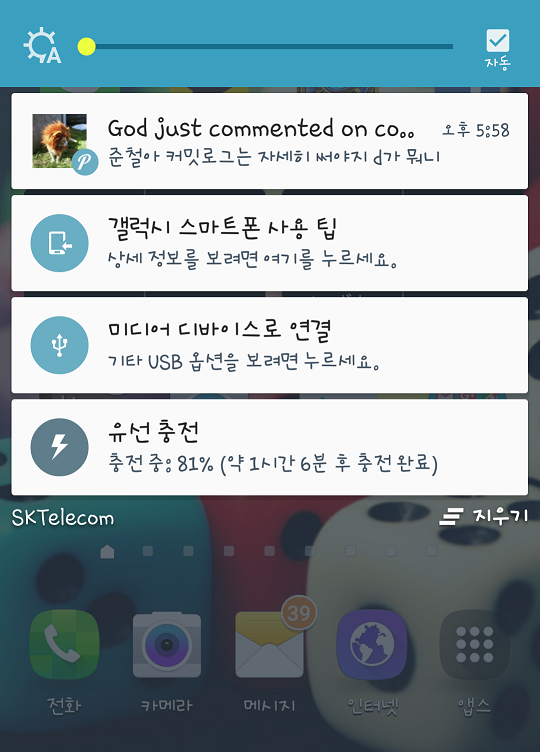 A
자동
God just commented on co..
오후 5:58
준철아 커밋로그는 자세히 써야지 d가 뭐니
갤럭시 스마트폰 사용 팁
상세 정보를 보려면 여기를 누르세요.
미디어 디바이스로 연결
기타 USB 옵션을 보려면 누르세요.
유선 충전
충전 중: 81% (약 1시간 6분 후 충전 완료)
SKTelecom
지우기
39
전화
카메라
메시지
인터넷
앱스